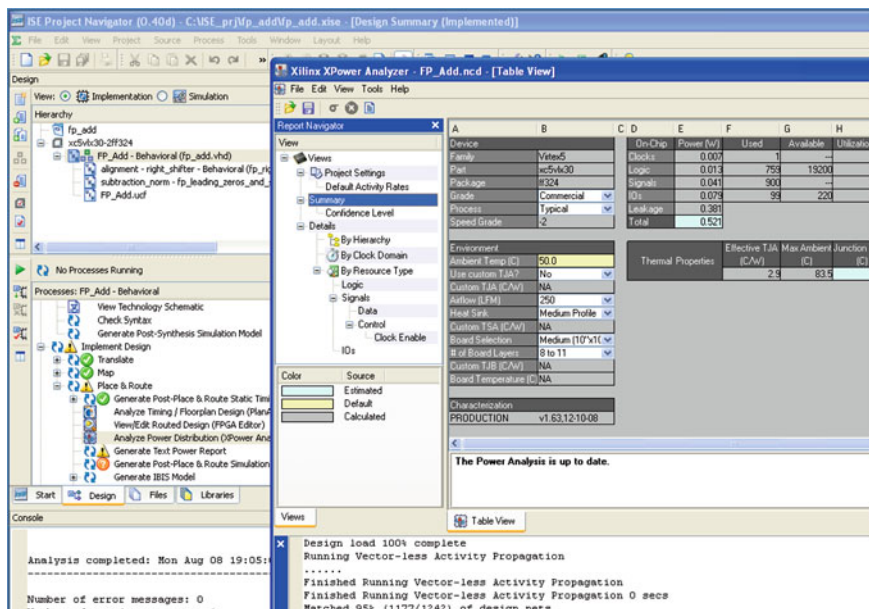 ISE Project Navigator (O.40d) - C:\ISE_prj\fp_add\fp_add.xise - [Design Summary (Implemented)]
File Edit View Project Source Process Tools Window Layout Help
Design
View: Implementation Simulation
Hierarchy
fp_add
xc5vlx30-2ff324
FP_Add - Behavioral (fp_add.vhd)
alignment - right_shifter - Behavioral (fp_rig
subtraction_norm - fp_leading_zeros_and_s
FP_Add.ucf
No Processes Running
Processes: FP_Add - Behavioral
View Technology Schematic
Check Syntax
Generate Post-Synthesis Simulation Model
Implement Design
Translate
Map
Place & Route
Generate Post-Place & Route Static Timi
Analyze Timing / Floorplan Design (PlanA
View/Edit Routed Design (FPGA Editor)
Analyze Power Distribution (XPower Ana
Generate Text Power Report
Generate Post-Place & Route Simulation
Generate IBIS Model
Start Design Files Libraries
Console
Analysis completed: Mon Aug 08 19:05:
Number of error messages: 0
Xilinx XPower Analyzer - FP_Add.ncd - [Table View]
File Edit View Tools Help
Report Navigator
View
Views
Project Settings
Default Activity Rates
Summary
Confidence Level
Details
By Hierarchy
By Clock Domain
By Resource Type
Logic
Signals
Data
Control
Clock Enable
IOs
Color Source
Estimated
Default
Calculated
Views
A B C D E F G H
Device On-Chip Power (W) Used Available Utilizatio
Family Virtex5 Clocks 0.007 1 ---
Part xc5vlx30 Logic 0.013 759 19200
Package ff324 Signals 0.041 900 ---
Grade Commercial IOs 0.079 99 220
Process Typical Leakage 0.381
Speed Grade -2 Total 0.521
Environment Effective TJA Max Ambient Junction
Ambient Temp (C) 50.0 Thermal Properties (C/W) (C) (C)
Use custom TJA? No 2.9 83.5
Custom TJA (C/W) NA
Airflow (LFM) 250
Heat Sink Medium Profile
Custom TSA (C/W) NA
Board Selection Medium (10"x10
# of Board Layers 8 to 11
Custom TJB (C/W) NA
Board Temperature (C NA
Characterization
PRODUCTION v1.63,12-10-08
The Power Analysis is up to date.
Table View
Design load 100% complete
Running Vector-less Activity Propagation
......
Finished Running Vector-less Activity Propagation
Finished Running Vector-less Activity Propagation 0 secs
Matched 95% (1177/1242) of design nets